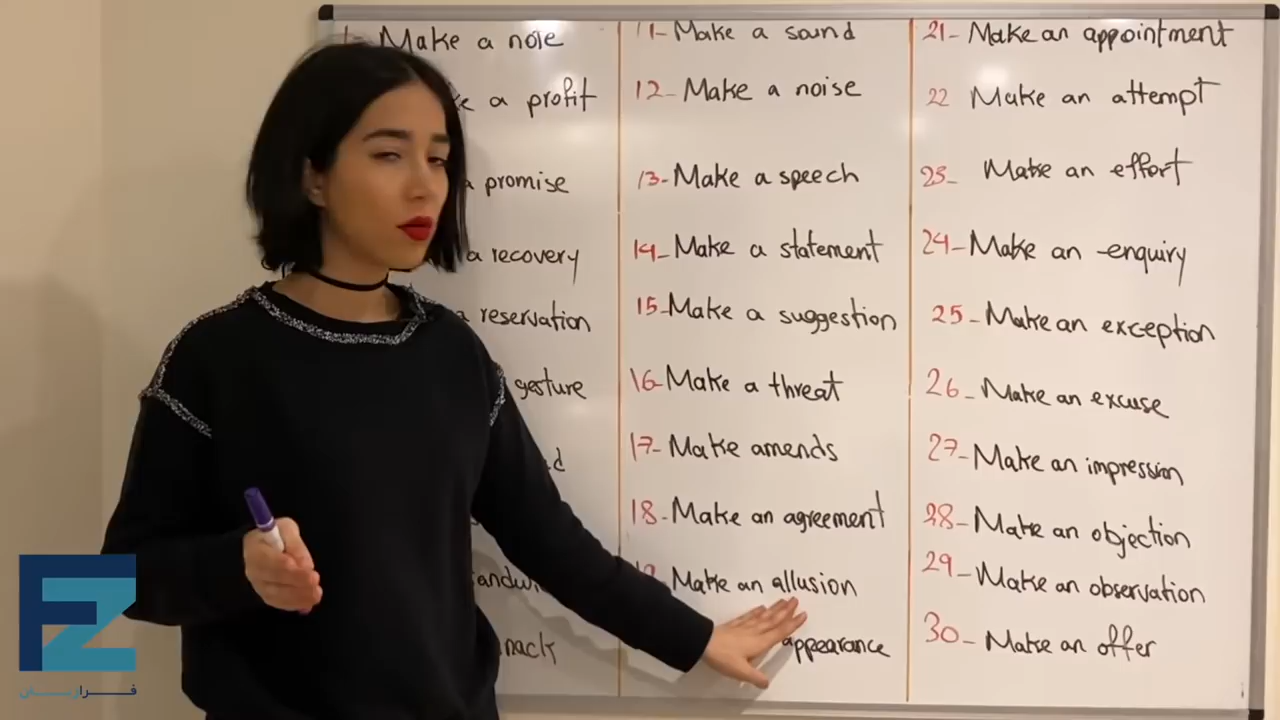 1- Make a note
a profit
a promise
a recovery
a reservation
gesture
11- Make a sound
12- Make a noise
13- Make a speech
14- Make a statement
15- Make a suggestion
16- Make a threat
17- Make amends
18- Make an agreement
Make an allusion
appearance
21- Make an appointment
22 Make an attempt
23- Make an effort
24- Make an enquiry
25- Make an exception
26- Make an excuse
27- Make an impression
28- Make an objection
29- Make an observation
30- Make an offer
FZ